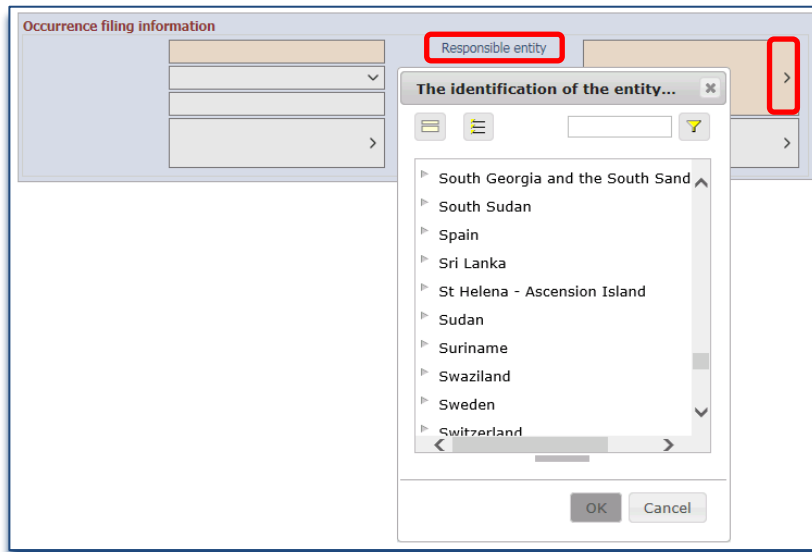 Occurrence filing information
Responsible entity
The identification of the entity...
South Georgia and the South Sand
South Sudan
Spain
Sri Lanka
St Helena - Ascension Island
Sudan
Suriname
Swaziland
Sweden
Switzerland
OK Cancel